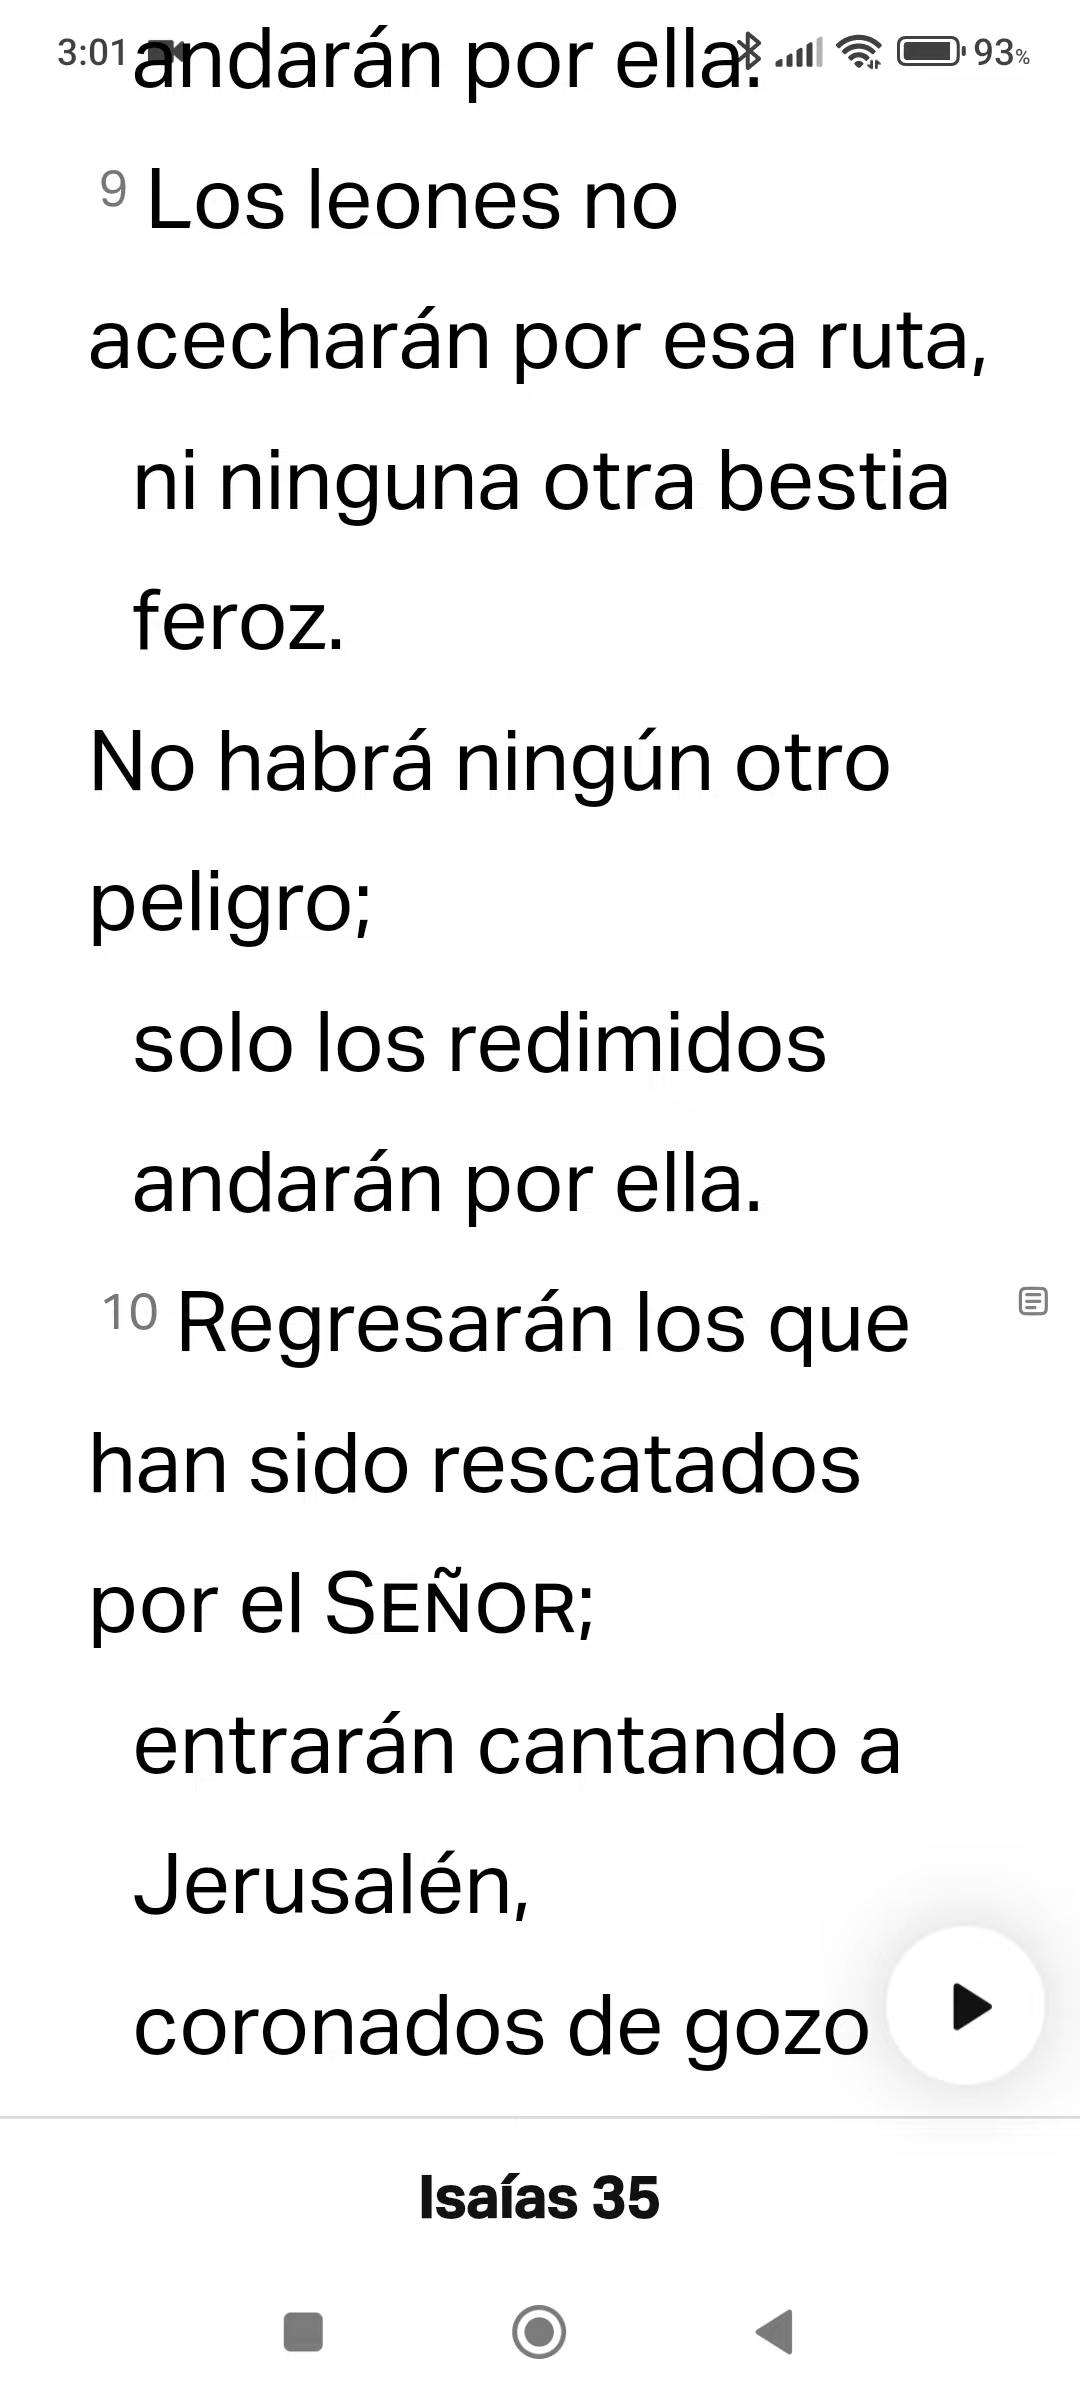 3:01 93%
andarán por ella.
9 Los leones no
acecharán por esa ruta,
ni ninguna otra bestia
feroz.
No habrá ningún otro
peligro;
solo los redimidos
andarán por ella.
10 Regresarán los que
han sido rescatados
por el SEÑOR;
entrarán cantando a
Jerusalén,
coronados de gozo
Isaías 35